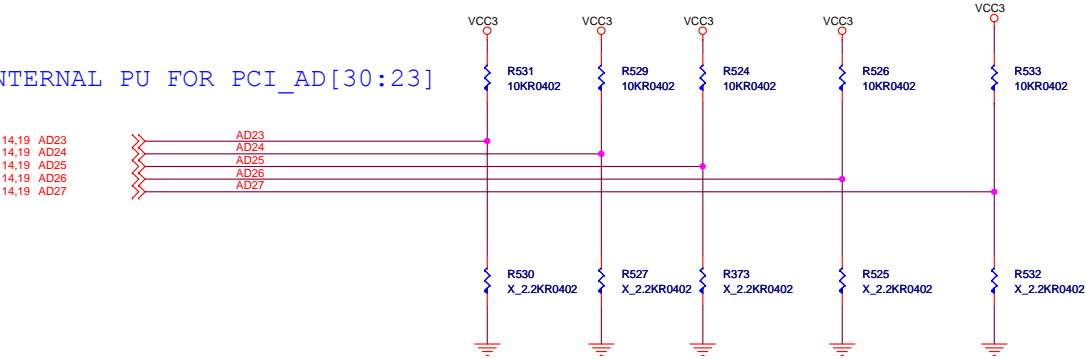 VCC3 VCC3 VCC3 VCC3 VCC3
R531 R529 R524 R526 R533
10KR0402 10KR0402 10KR0402 10KR0402 10KR0402
NTERNAL PU FOR PCI_AD[30:23]
14,19 AD23 AD23
14,19 AD24 AD24
14,19 AD25 AD25
14,19 AD26 AD26
14,19 AD27 AD27
R530 R527 R373 R525 R532
X_2.2KR0402 X_2.2KR0402 X_2.2KR0402 X_2.2KR0402 X_2.2KR0402